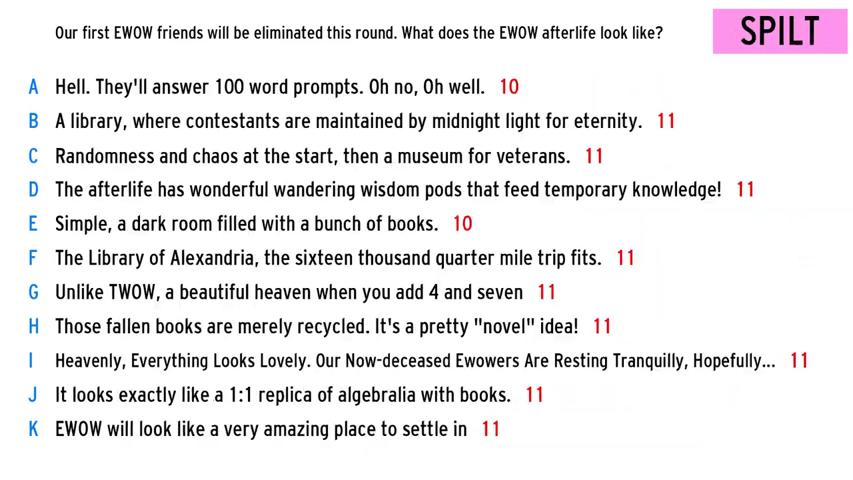 Our first EWOW friends will be eliminated this round. What does the EWOW afterlife look like?
SPILT
A Hell. They'll answer 100 word prompts. Oh no, Oh well. 10
B A library, where contestants are maintained by midnight light for eternity. 11
C Randomness and chaos at the start, then a museum for veterans. 11
D The afterlife has wonderful wandering wisdom pods that feed temporary knowledge! 11
E Simple, a dark room filled with a bunch of books. 10
F The Library of Alexandria, the sixteen thousand quarter mile trip fits. 11
G Unlike TWOW, a beautiful heaven when you add 4 and seven 11
H Those fallen books are merely recycled. It's a pretty "novel" idea! 11
I Heavenly, Everything Looks Lovely. Our Now-deceased Ewowers Are Resting Tranquilly, Hopefully... 11
J It looks exactly like a 1:1 replica of algebralia with books. 11
K EWOW will look like a very amazing place to settle in 11